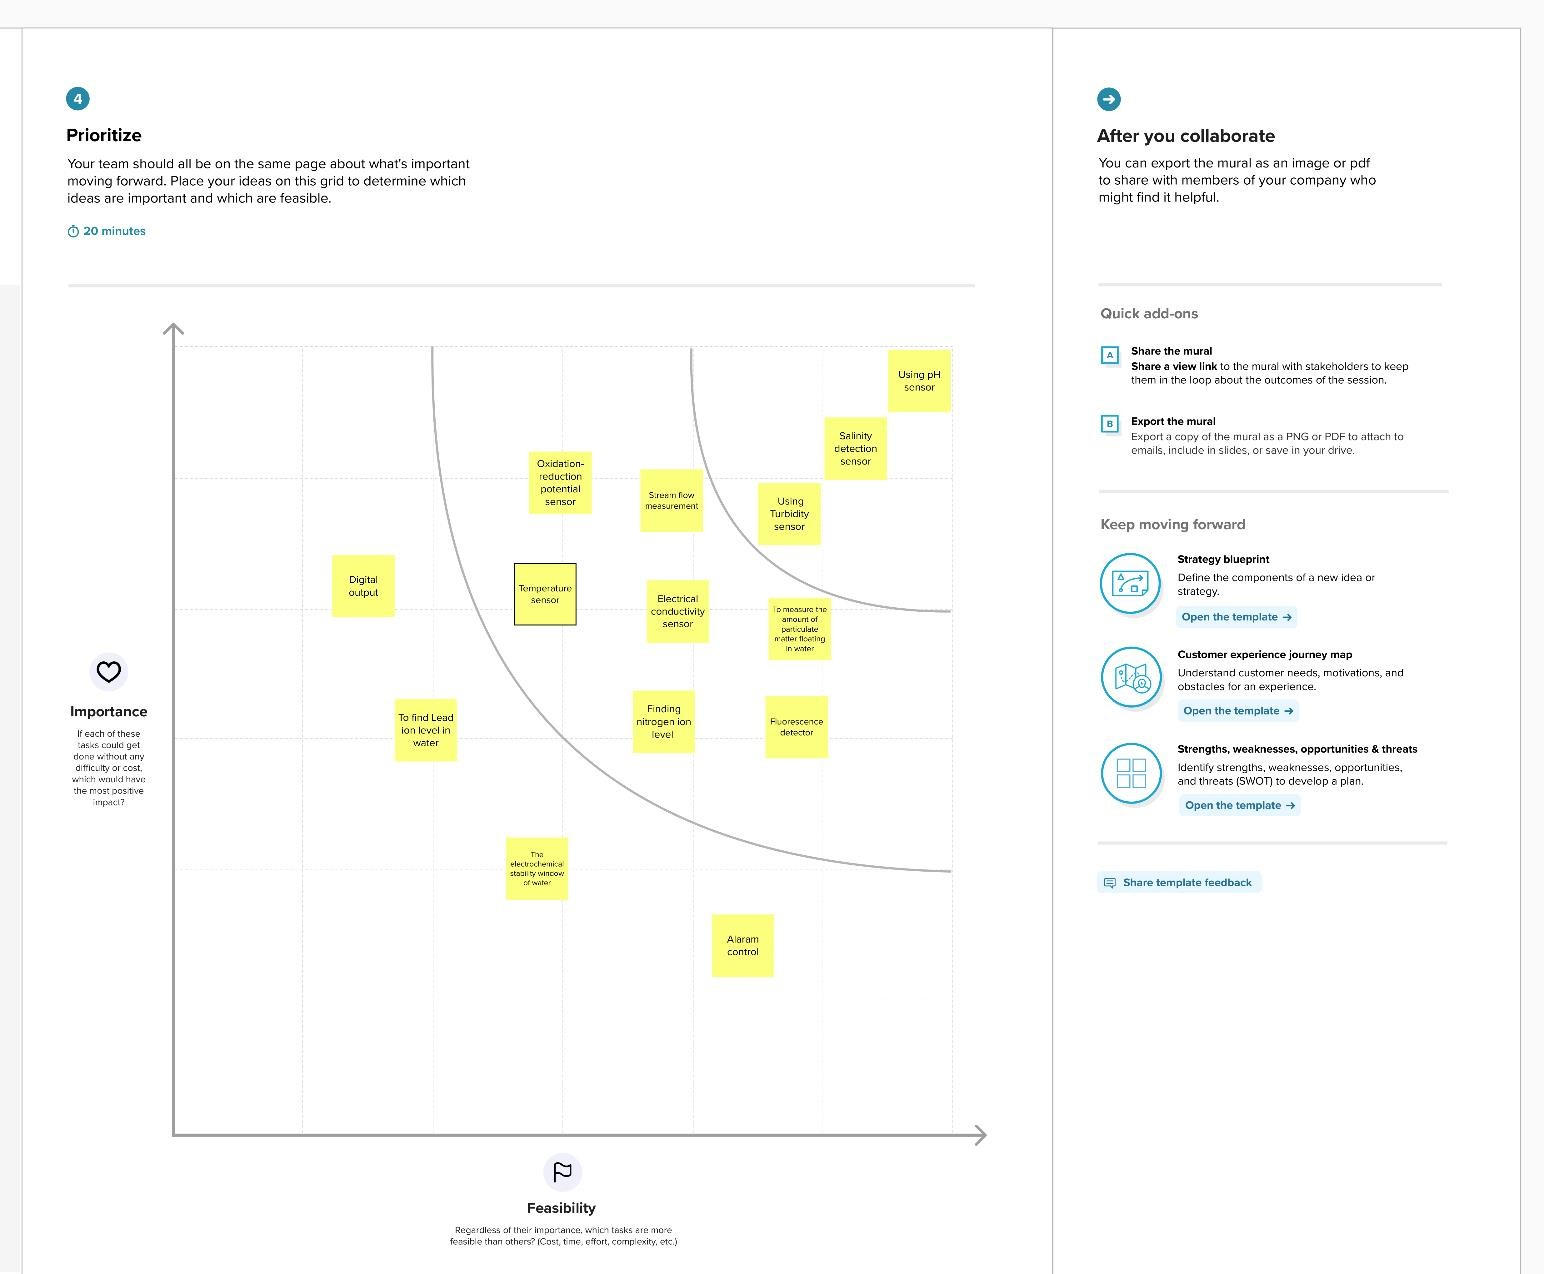 4
Prioritize
Your team should all be on the same page about what's important
moving forward. Place your ideas on this grid to determine which
ideas are important and which are feasible.
20 minutes
Using pH
sensor
Salinity
detection
sensor
Oxidation-
reduction
potential
sensor
Stream flow
measurement
Using
Turbidity
sensor
Digital
output
Temperature
sensor
Electrical
conductivity
sensor
To measure the
amount of
particulate
matter floating
in water
To find Lead
ion level in
water
Finding
nitrogen ion
level
Fluorescence
detector
The
electrochemical
stability window
of water
Alaram
control
Importance
If each of these
tasks could get
done without any
difficulty or cost,
which would have
the most positive
impact?
Feasibility
Regardless of their importance, which tasks are more
feasible than others? (Cost, time, effort, complexity, etc.)
After you collaborate
You can export the mural as an image or pdf
to share with members of your company who
might find it helpful.
Quick add-ons
A
Share the mural
Share a view link to the mural with stakeholders to keep
them in the loop about the outcomes of the session.
B
Export the mural
Export a copy of the mural as a PNG or PDF to attach to
emails, include in slides, or save in your drive.
Keep moving forward
Strategy blueprint
Define the components of a new idea or
strategy.
Open the template →
Customer experience journey map
Understand customer needs, motivations, and
obstacles for an experience.
Open the template →
Strengths, weaknesses, opportunities & threats
Identify strengths, weaknesses, opportunities,
and threats (SWOT) to develop a plan.
Open the template →
Share template feedback